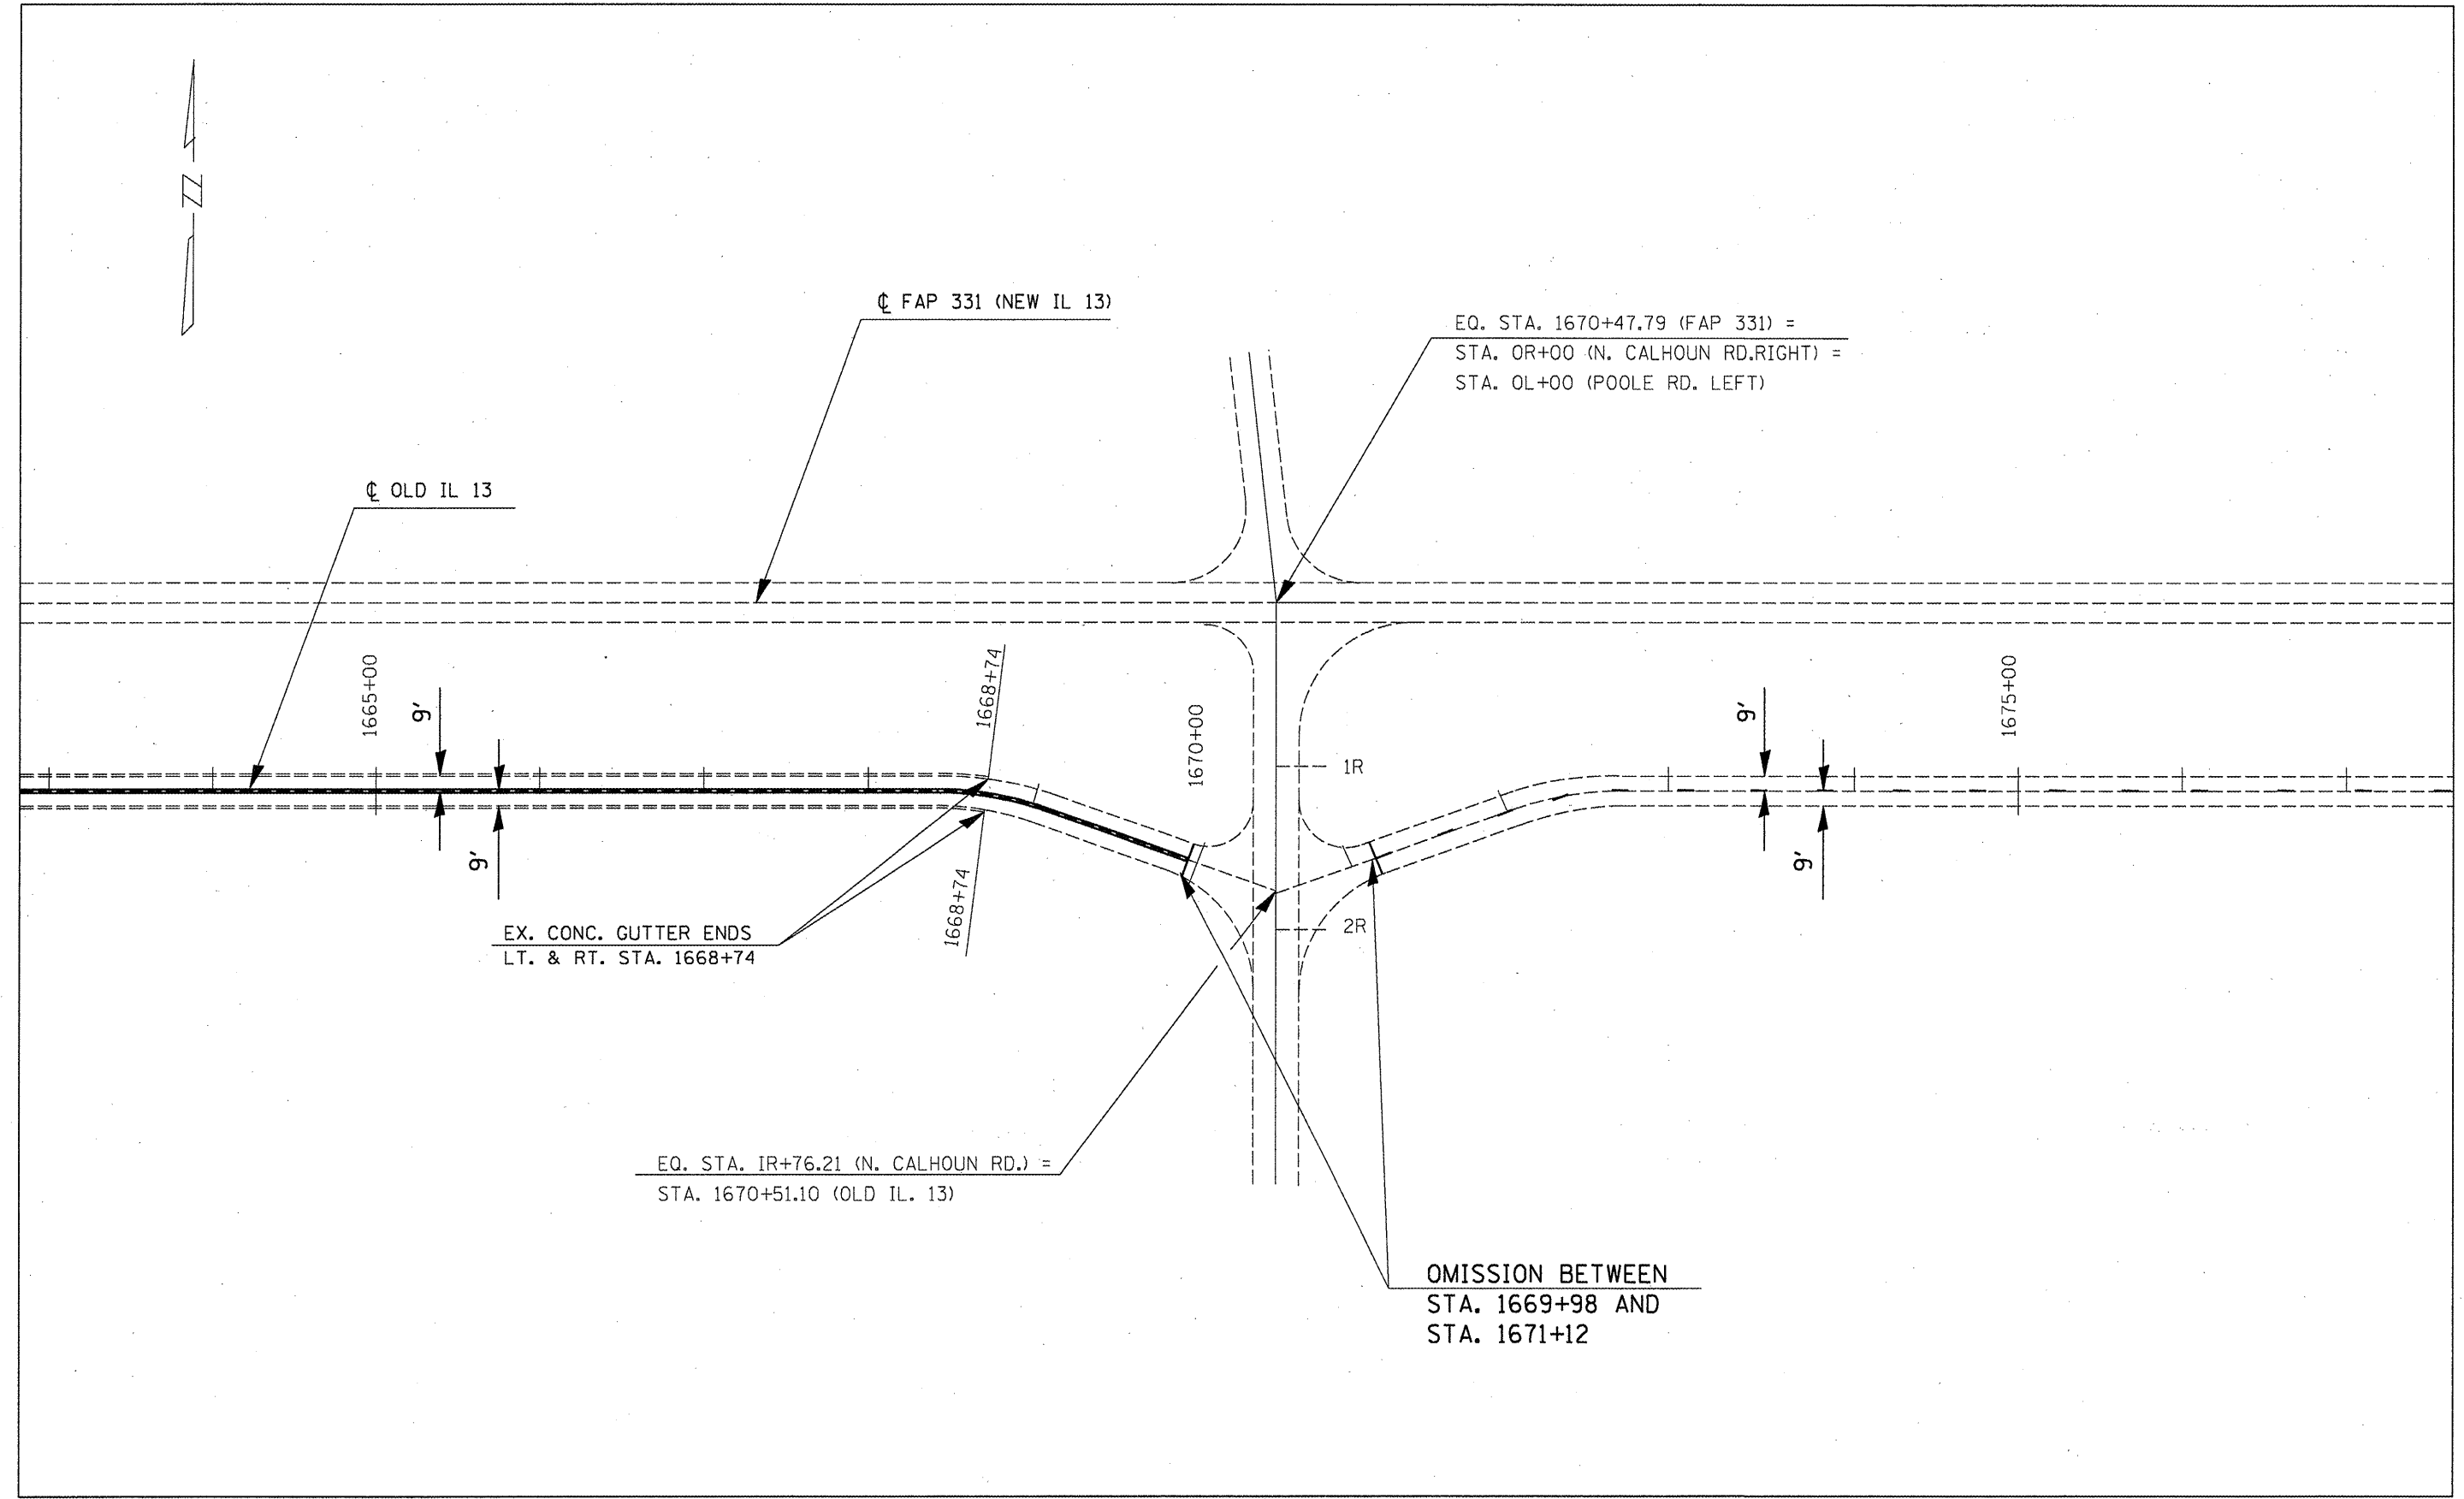 N
℄ FAP 331 (NEW IL 13)
EQ. STA. 1670+47.79 (FAP 331) =
STA. 0R+00 (N. CALHOUN RD.RIGHT) =
STA. 0L+00 (POOLE RD. LEFT)
℄ OLD IL 13
1665+00
9'
9'
1668+74
1668+74
1670+00
1R
2R
9'
9'
1675+00
EX. CONC. GUTTER ENDS
LT. & RT. STA. 1668+74
EQ. STA. IR+76.21 (N. CALHOUN RD.) =
STA. 1670+51.10 (OLD IL. 13)
OMISSION BETWEEN
STA. 1669+98 AND
STA. 1671+12